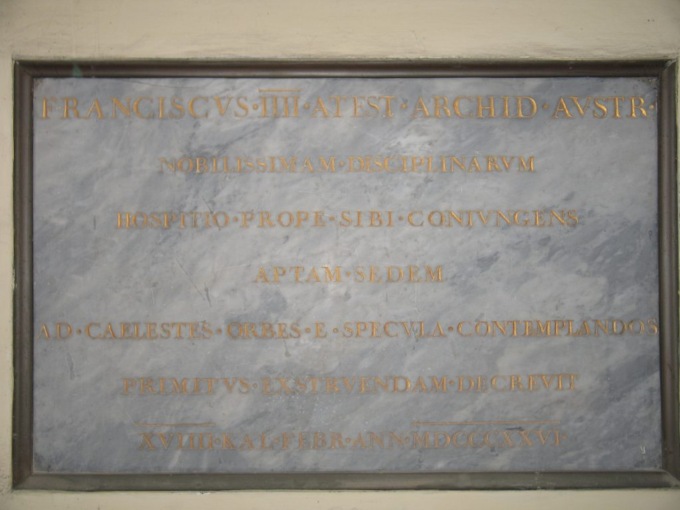 FRANCISCVS·IIII·ATEST·ARCHID·AVSTR·
NOBILISSIMAM·DISCIPLINARVM
HOSPITIO·PROPE·SIBI·CONIVNGENS
APTAM·SEDEM
AD·CAELESTES·ORBES·E·SPECVLA·CONTEMPLANDOS
PRIMITVS·EXSTRVENDAM·DECREVIT
XVIIII·KAL·FEBR·ANN·MDCCCXXVI